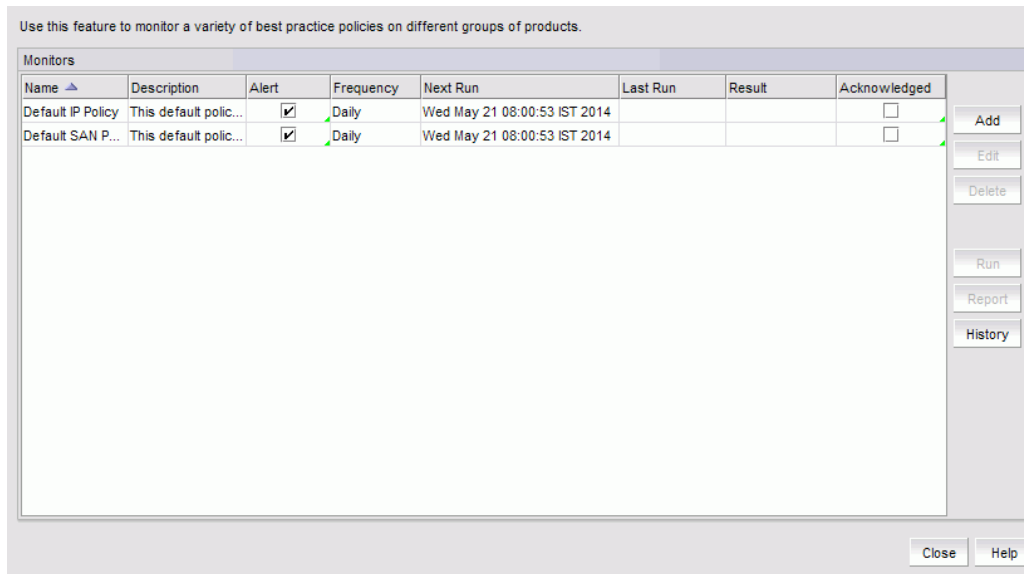 Use this feature to monitor a variety of best practice policies on different groups of products.
Monitors
Name Description Alert Frequency Next Run Last Run Result Acknowledged
Default IP Policy This default polic... Daily Wed May 21 08:00:53 IST 2014
Default SAN P... This default polic... Daily Wed May 21 08:00:53 IST 2014
Add
Edit
Delete
Run
Report
History
Close Help